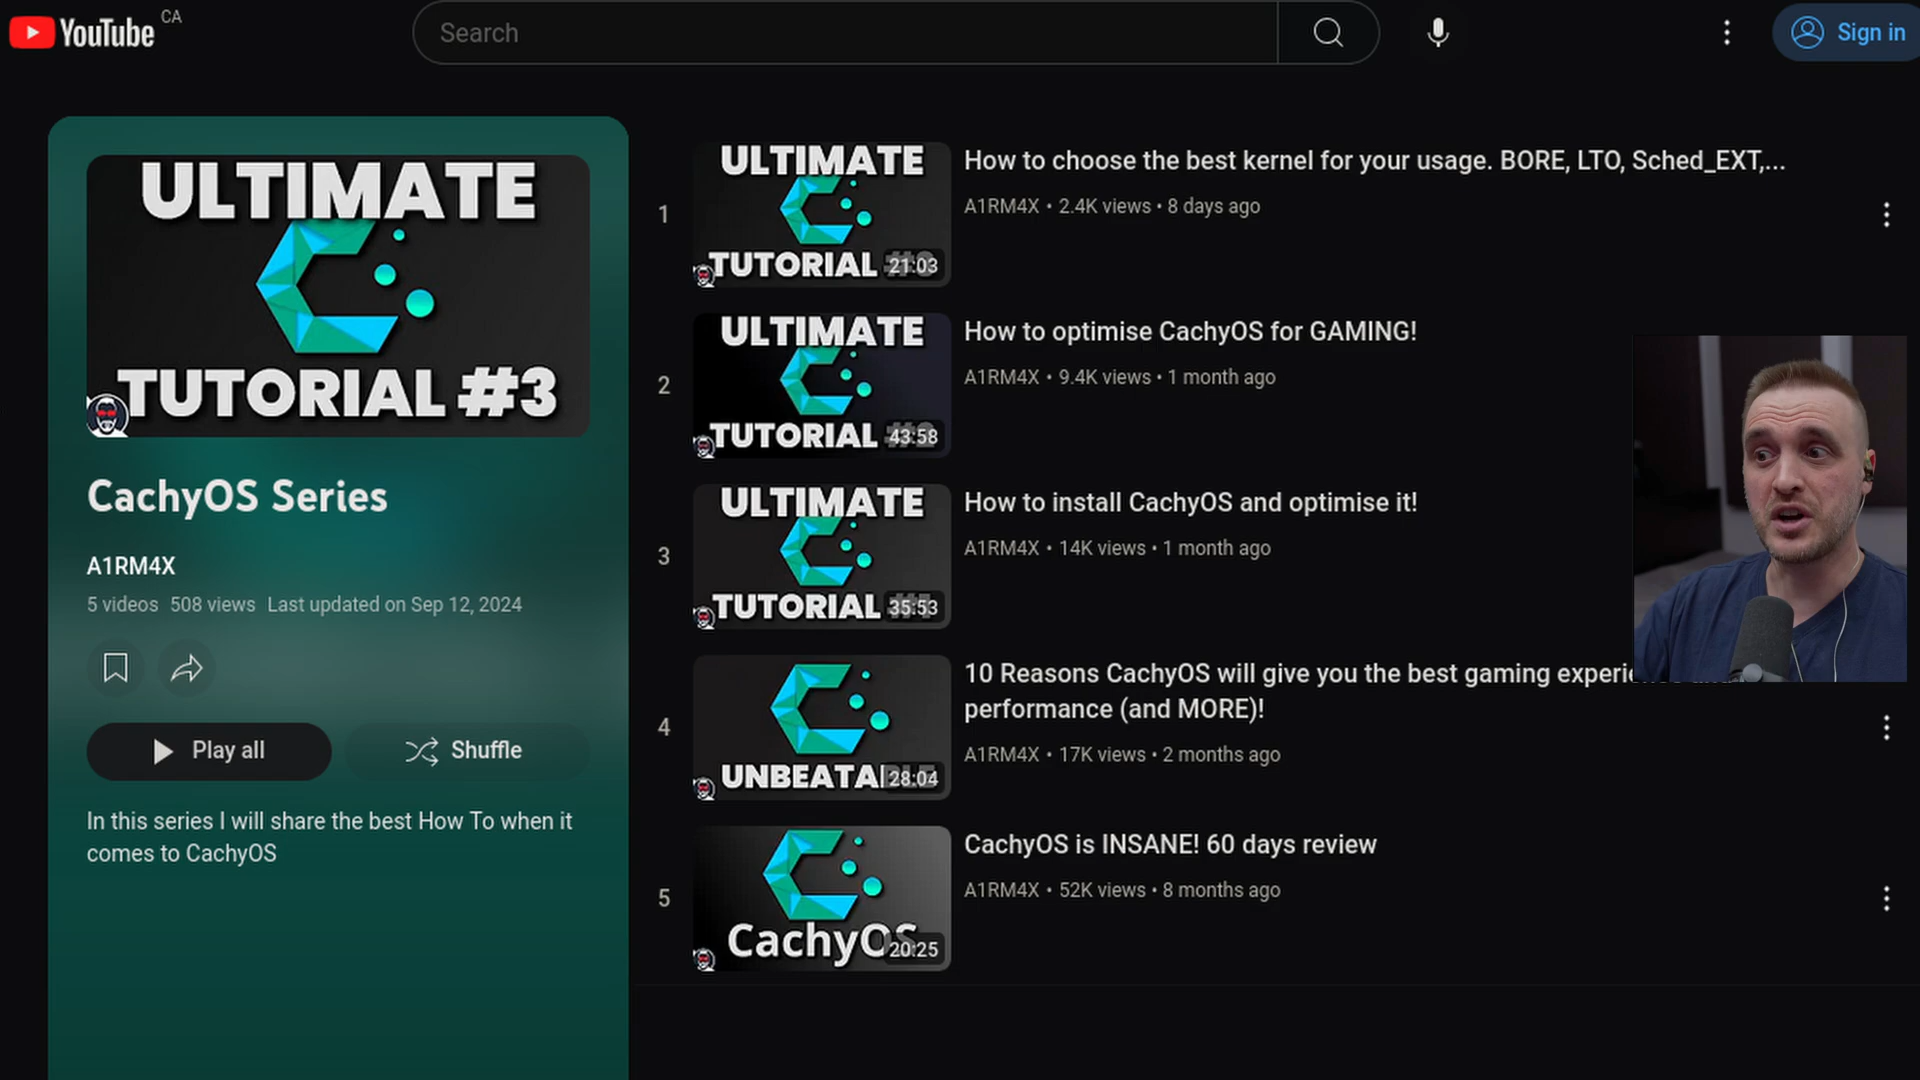 YouTube CA
Search
Sign in
ULTIMATE
TUTORIAL #3
CachyOS Series
A1RM4X
5 videos 508 views Last updated on Sep 12, 2024
Play all
Shuffle
In this series I will share the best How To when it
comes to CachyOS
1
ULTIMATE
TUTORIAL
21:03
How to choose the best kernel for your usage. BORE, LTO, Sched_EXT,...
A1RM4X • 2.4K views • 8 days ago
2
ULTIMATE
TUTORIAL
43:58
How to optimise CachyOS for GAMING!
A1RM4X • 9.4K views • 1 month ago
3
ULTIMATE
TUTORIAL
35:53
How to install CachyOS and optimise it!
A1RM4X • 14K views • 1 month ago
4
28:04
10 Reasons CachyOS will give you the best gaming
performance (and MORE)!
A1RM4X • 17K views • 2 months ago
5
CachyOS
20:25
CachyOS is INSANE! 60 days review
A1RM4X • 52K views • 8 months ago